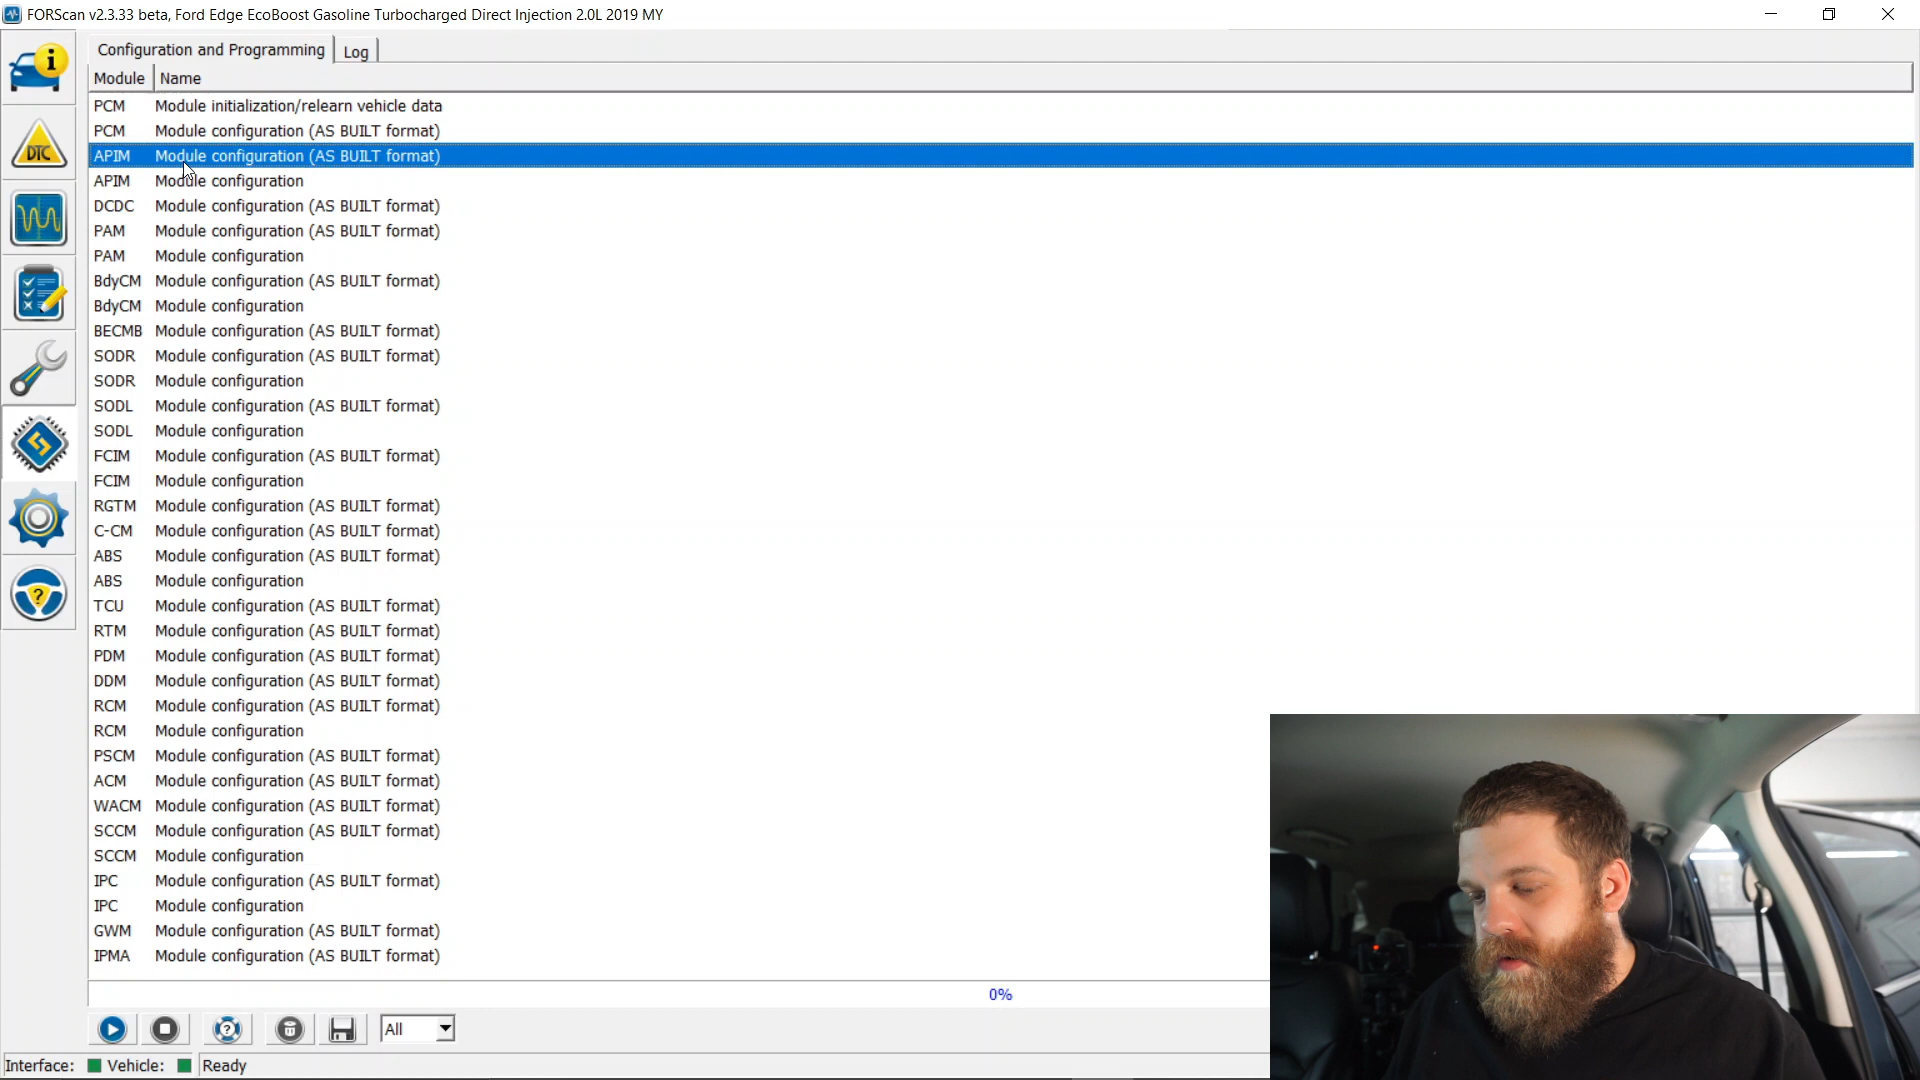 FORScan v2.3.33 beta, Ford Edge EcoBoost Gasoline Turbocharged Direct Injection 2.0L 2019 MY
Configuration and Programming Log
Module Name
PCM Module initialization/relearn vehicle data
PCM Module configuration (AS BUILT format)
APIM Module configuration (AS BUILT format)
APIM Module configuration
DCDC Module configuration (AS BUILT format)
PAM Module configuration (AS BUILT format)
PAM Module configuration
BdyCM Module configuration (AS BUILT format)
BdyCM Module configuration
BECMB Module configuration (AS BUILT format)
SODR Module configuration (AS BUILT format)
SODR Module configuration
SODL Module configuration (AS BUILT format)
SODL Module configuration
FCIM Module configuration (AS BUILT format)
FCIM Module configuration
RGTM Module configuration (AS BUILT format)
C-CM Module configuration (AS BUILT format)
ABS Module configuration (AS BUILT format)
ABS Module configuration
TCU Module configuration (AS BUILT format)
RTM Module configuration (AS BUILT format)
PDM Module configuration (AS BUILT format)
DDM Module configuration (AS BUILT format)
RCM Module configuration (AS BUILT format)
RCM Module configuration
PSCM Module configuration (AS BUILT format)
ACM Module configuration (AS BUILT format)
WACM Module configuration (AS BUILT format)
SCCM Module configuration (AS BUILT format)
SCCM Module configuration
IPC Module configuration (AS BUILT format)
IPC Module configuration
GWM Module configuration (AS BUILT format)
IPMA Module configuration (AS BUILT format)
DTC
0%
All
Interface: Vehicle: Ready